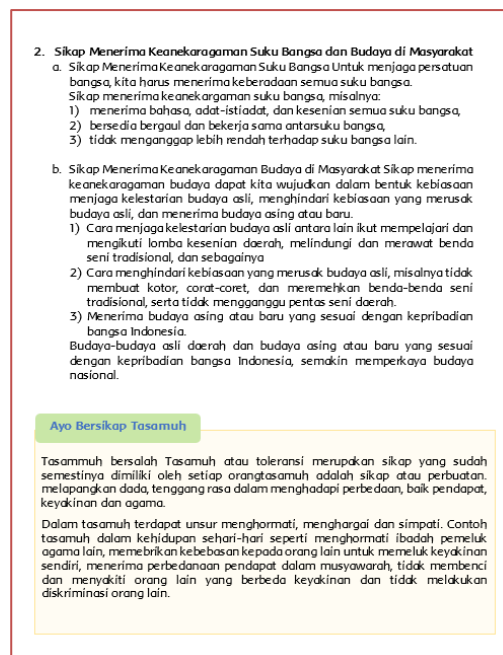 2. Sikap Menerima Keanekaragaman Suku Bangsa dan Budaya di Masyarakat
a. Sikap Menerima Keanekaragaman Suku Bangsa Untuk menjaga persatuan
bangsa, kita harus menerima keberadaan semua suku bangsa.
Sikap menerima keanekargaman suku bangsa, misalnya:
1) menerima bahasa, adat-istiadat, dan kesenian semua suku bangsa,
2) bersedia bergaul dan bekerja sama antarsuku bangsa,
3) tidak menganggap lebih rendah terhadap suku bangsa lain.
b. Sikap Menerima Keanekaragaman Budaya di Masyarakat Sikap menerima
keanekaragaman budaya dapat kita wujudkan dalam bentuk kebiasaan
menjaga kelestarian budaya asli, menghindari kebiasaan yang merusak
budaya asli, dan menerima budaya asing atau baru.
1) Cara menjaga kelestarian budaya asli antara lain ikut mempelajari dan
mengikuti lomba kesenian daerah, melindungi dan merawat benda
seni tradisional, dan sebagainya
2) Cara menghindari kebiasaan yang merusak budaya asli, misalnya tidak
membuat kotor, corat-coret, dan meremehkan benda-benda seni
tradisional, serta tidak mengganggu pentas seni daerah.
3) Menerima budaya asing atau baru yang sesuai dengan kepribadian
bangsa Indonesia.
Budaya-budaya asli daerah dan budaya asing atau baru yang sesuai
dengan kepribadian bangsa Indonesia, semakin memperkaya budaya
nasional.
Ayo Bersikap Tasamuh
Tasammuh bersalah Tasamuh atau toleransi merupakan sikap yang sudah
semestinya dimiliki oleh setiap orangtasamuh adalah sikap atau perbuatan.
melapangkan dada, tenggang rasa dalam menghadapi perbedaan, baik pendapat,
keyakinan dan agama.
Dalam tasamuh terdapat unsur menghormati, menghargai dan simpati. Contoh
tasamuh dalam kehidupan sehari-hari seperti menghormati ibadah pemeluk
agama lain, memebrikan kebebasan kepada orang lain untuk memeluk keyakinan
sendiri, menerima perbedanaan pendapat dalam musyawarah, tidak membenci
dan menyakiti orang lain yang berbeda keyakinan dan tidak melakukan
diskriminasi orang lain.